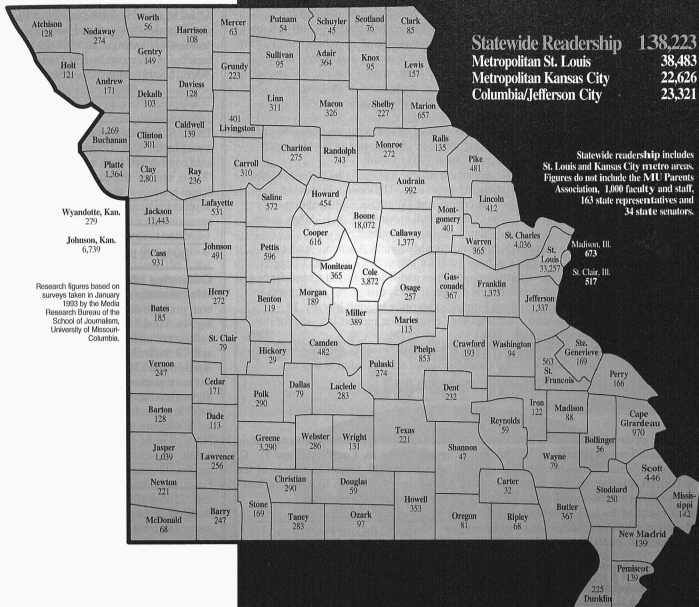 Statewide Readership 138,223
Metropolitan St. Louis 38,483
Metropolitan Kansas City 22,626
Columbia/Jefferson City 23,321
Statewide readership includes
St. Louis and Kansas City metro areas.
Figures do not include the MU Parents
Association, 1,000 faculty and staff,
163 state representatives and
34 state senators.
Atchison
128
Nodaway
274
Worth
56
Harrison
108
Mercer
63
Putnam
54
Schuyler
45
Scotland
76
Clark
85
Holt
121
Andrew
171
Gentry
149
Dekalb
103
Daviess
128
Grundy
223
Sullivan
95
Adair
364
Knox
95
Lewis
157
1,269
Buchanan
Clinton
301
Caldwell
139
401
Livingston
Linn
311
Macon
326
Shelby
227
Marion
657
Platte
1,364
Clay
2,801
Ray
236
Carroll
310
Chariton
275
Randolph
743
Monroe
272
Ralls
135
Pike
481
Audrain
992
Wyandotte, Kan.
279
Johnson, Kan.
6,739
Jackson
11,443
Lafayette
531
Saline
572
Howard
454
Boone
18,072
Callaway
1,377
Mont-
gomery
401
Lincoln
412
Warren
365
St. Charles
4,036
St.
Louis
33,257
Madison, Ill.
673
St. Clair, Ill.
517
Cass
931
Johnson
491
Pettis
596
Cooper
616
Moniteau
365
Cole
3,872
Osage
257
Gas-
conade
367
Franklin
1,373
Jefferson
1,337
Research figures based on
surveys taken in January
1993 by the Media
Research Bureau of the
School of Journalism,
University of Missouri-
Columbia.
Bates
185
Henry
272
Benton
119
Morgan
189
Miller
389
Maries
113
St. Clair
79
Hickory
29
Camden
482
Pulaski
274
Phelps
853
Crawford
193
Washington
94
563
St.
Francois
Ste.
Genevieve
169
Perry
166
Vernon
247
Cedar
171
Polk
290
Dallas
79
Laclede
283
Dent
232
Iron
122
Madison
88
Cape
Girardeau
970
Barton
128
Dade
113
Greene
3,290
Webster
286
Wright
131
Texas
221
Shannon
47
Reynolds
59
Wayne
79
Bollinger
56
Scott
446
Jasper
1,039
Lawrence
256
Newton
221
Christian
290
Douglas
59
Howell
353
Carter
32
Butler
367
Stoddard
250
Missis-
sippi
142
McDonald
68
Barry
247
Stone
169
Taney
283
Ozark
97
Oregon
81
Ripley
68
New Madrid
139
Pemiscot
139
225
Dunklin